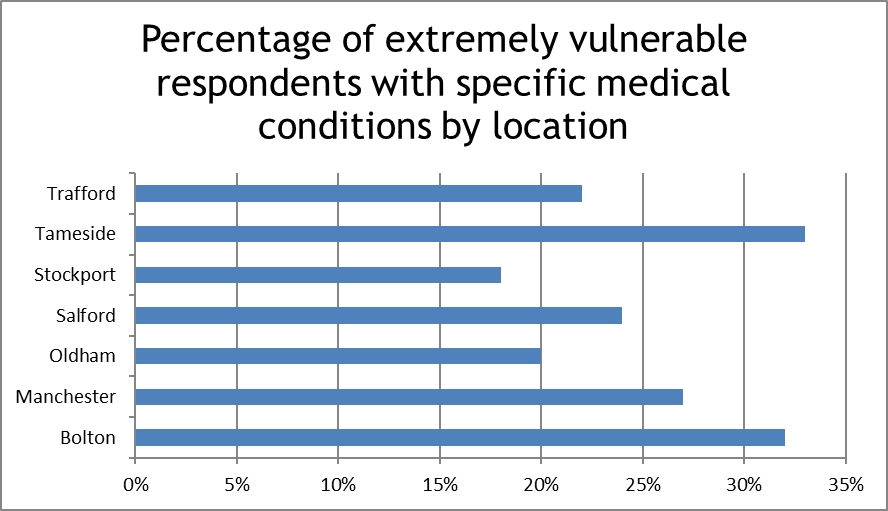 Percentage of extremely vulnerable
respondents with specific medical
conditions by location
Trafford
Tameside
Stockport
Salford
Oldham
Manchester
Bolton
0% 5% 10% 15% 20% 25% 30% 35%